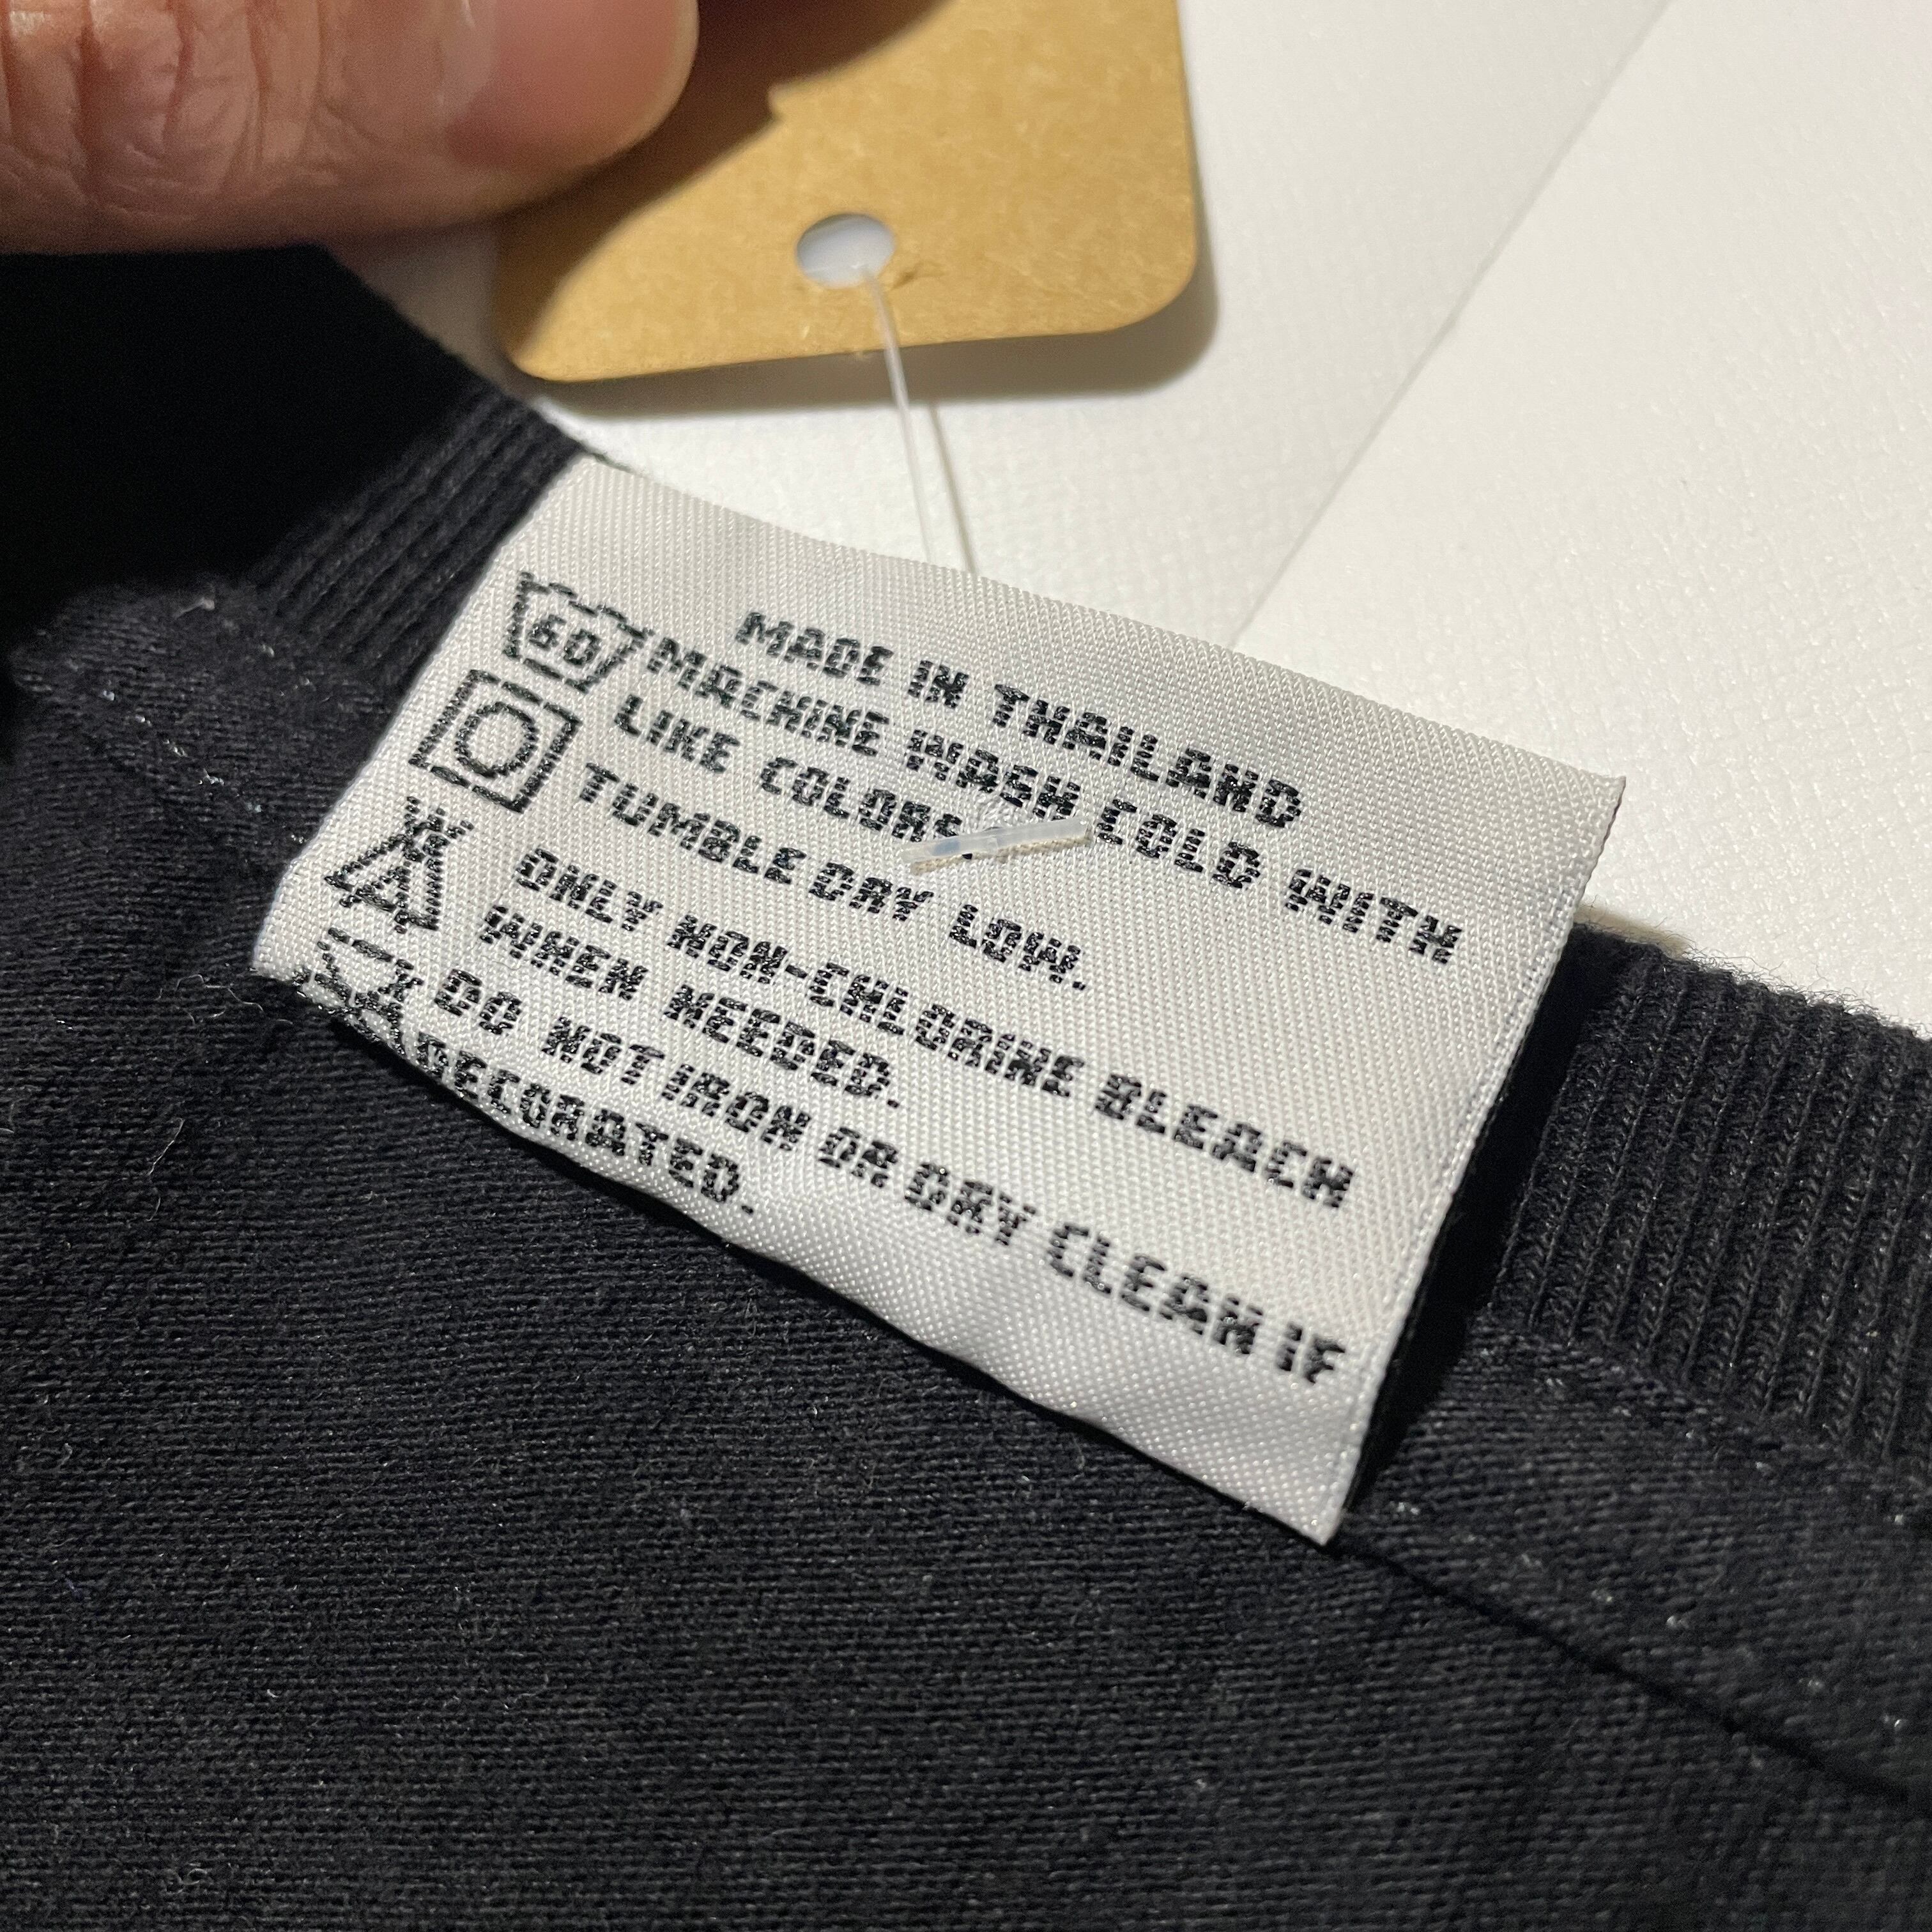 60
MADE IN THAILAND
MACHINE WASH COLD WITH
LIKE COLORS
TUMBLE DRY LOW.
ONLY NON-CHLORINE BLEACH
WHEN NEEDED.
DO NOT IRON OR DRY CLEAN IF
DECORATED.